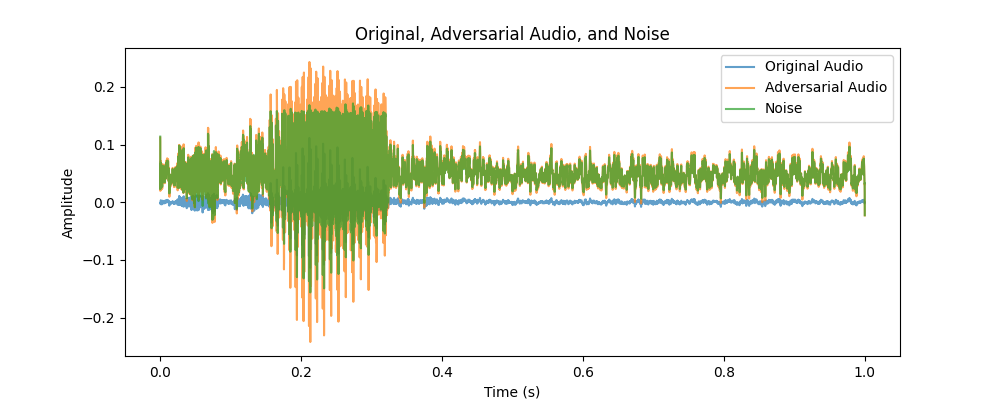 Original, Adversarial Audio, and Noise
Original Audio
Adversarial Audio
Noise
Amplitude
0.2
0.1
0.0
−0.1
−0.2
0.0 0.2 0.4 0.6 0.8 1.0
Time (s)